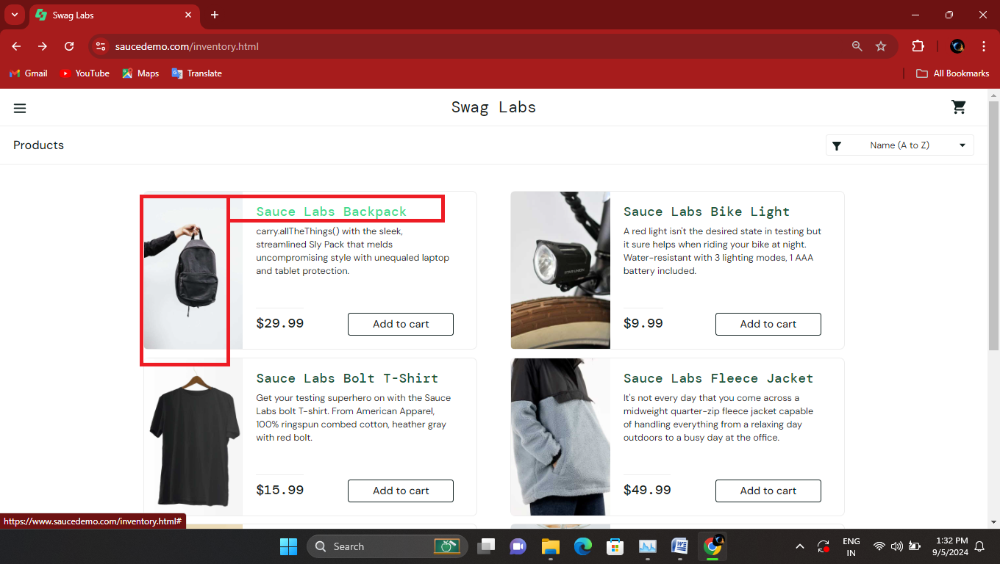 Swag Labs
saucedemo.com/inventory.html
Gmail YouTube Maps Translate All Bookmarks
Swag Labs
Products
Name (A to Z)
Sauce Labs Backpack
carry.allTheThings() with the sleek,
streamlined Sly Pack that melds
uncompromising style with unequaled laptop
and tablet protection.
$29.99 Add to cart
Sauce Labs Bike Light
A red light isn't the desired state in testing but
it sure helps when riding your bike at night.
Water-resistant with 3 lighting modes, 1 AAA
battery included.
$9.99 Add to cart
Sauce Labs Bolt T-Shirt
Get your testing superhero on with the Sauce
Labs bolt T-shirt. From American Apparel,
100% ringspun combed cotton, heather gray
with red bolt.
$15.99 Add to cart
Sauce Labs Fleece Jacket
It's not every day that you come across a
midweight quarter-zip fleece jacket capable
of handling everything from a relaxing day
outdoors to a busy day at the office.
$49.99 Add to cart
https://www.saucedemo.com/inventory.html#
Search
ENG
IN
1:32 PM
9/5/2024